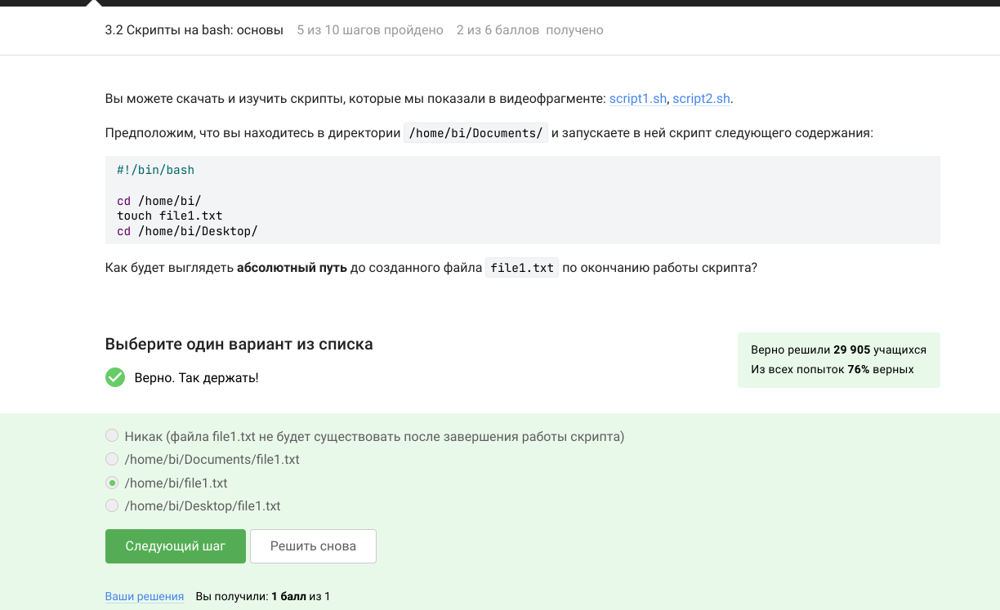 3.2 Скрипты на bash: основы 5 из 10 шагов пройдено 2 из 6 баллов получено
Вы можете скачать и изучить скрипты, которые мы показали в видеофрагменте: script1.sh, script2.sh.
Предположим, что вы находитесь в директории /home/bi/Documents/ и запускаете в ней скрипт следующего содержания:
#!/bin/bash
cd /home/bi/
touch file1.txt
cd /home/bi/Desktop/
Как будет выглядеть абсолютный путь до созданного файла file1.txt по окончанию работы скрипта?
Выберите один вариант из списка
Верно. Так держать!
Верно решили 29 905 учащихся
Из всех попыток 76% верных
Никак (файла file1.txt не будет существовать после завершения работы скрипта)
/home/bi/Documents/file1.txt
/home/bi/file1.txt
/home/bi/Desktop/file1.txt
Следующий шаг Решить снова
Ваши решения Вы получили: 1 балл из 1